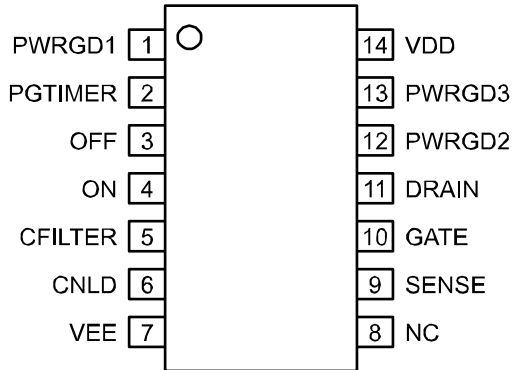 PWRGD1 1 14 VDD
PGTIMER 2 13 PWRGD3
OFF 3 12 PWRGD2
ON 4 11 DRAIN
CFILTER 5 10 GATE
CNLD 6 9 SENSE
VEE 7 8 NC